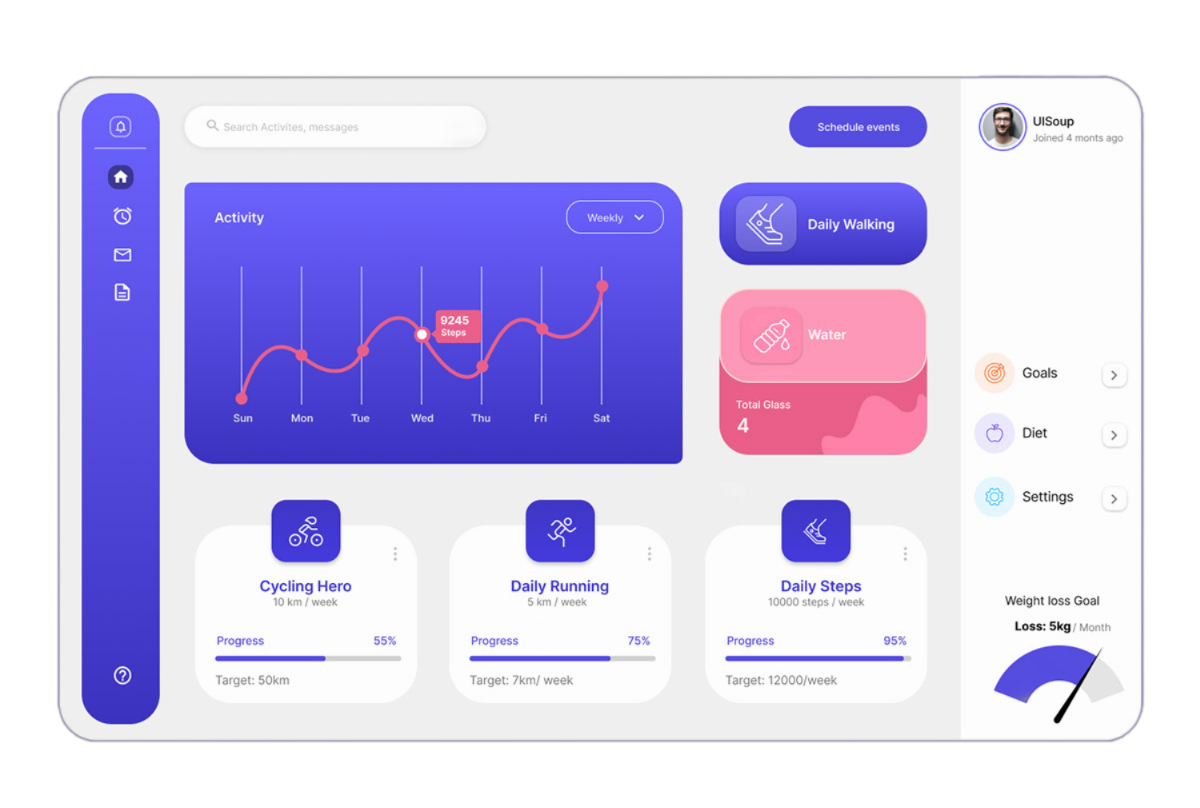 Search Activites, messages
Schedule events
UISoup
Joined 4 monts ago
Activity
Weekly
9245
Steps
Sun Mon Tue Wed Thu Fri Sat
Daily Walking
Water
Total Glass
4
Goals
Diet
Settings
Cycling Hero
10 km / week
Progress 55%
Target: 50km
Daily Running
5 km / week
Progress 75%
Target: 7km/ week
Daily Steps
10000 steps / week
Progress 95%
Target: 12000/week
Weight loss Goal
Loss: 5kg / Month